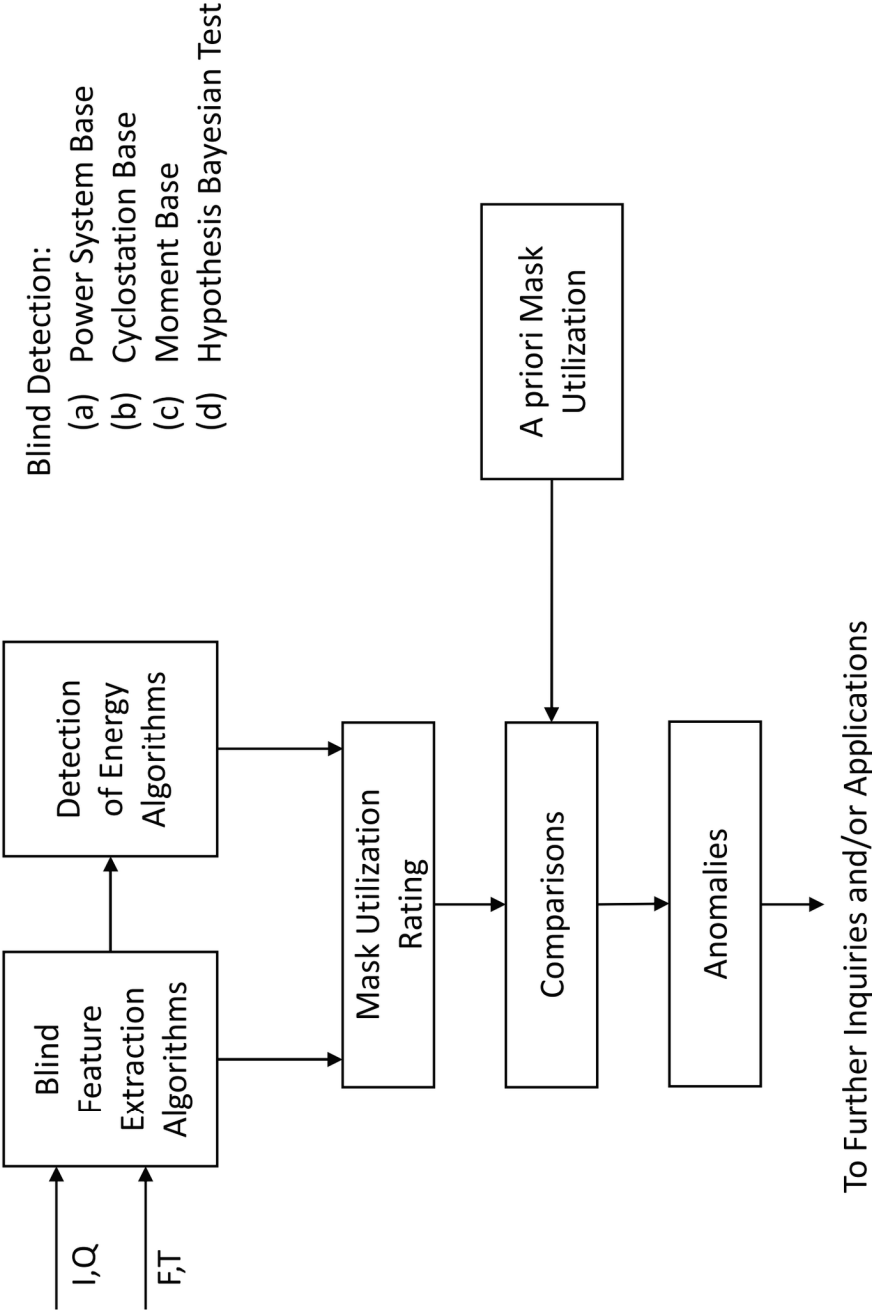 Blind Detection:
(a) Power System Base
(b) Cyclostation Base
(c) Moment Base
(d) Hypothesis Bayesian Test
I,Q
F,T
Blind
Feature
Extraction
Algorithms
Detection
of Energy
Algorithms
Mask Utilization
Rating
Comparisons
A priori Mask
Utilization
Anomalies
To Further Inquiries and/or Applications